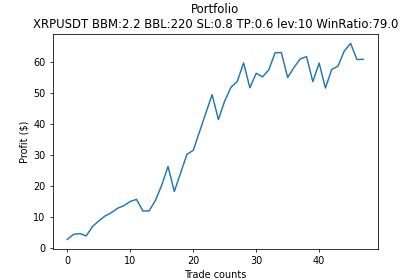 Portfolio
XRPUSDT BBM:2.2 BBL:220 SL:0.8 TP:0.6 lev:10 WinRatio:79.0
60
50
40
30
20
10
0
Profit ($)
0 10 20 30 40
Trade counts